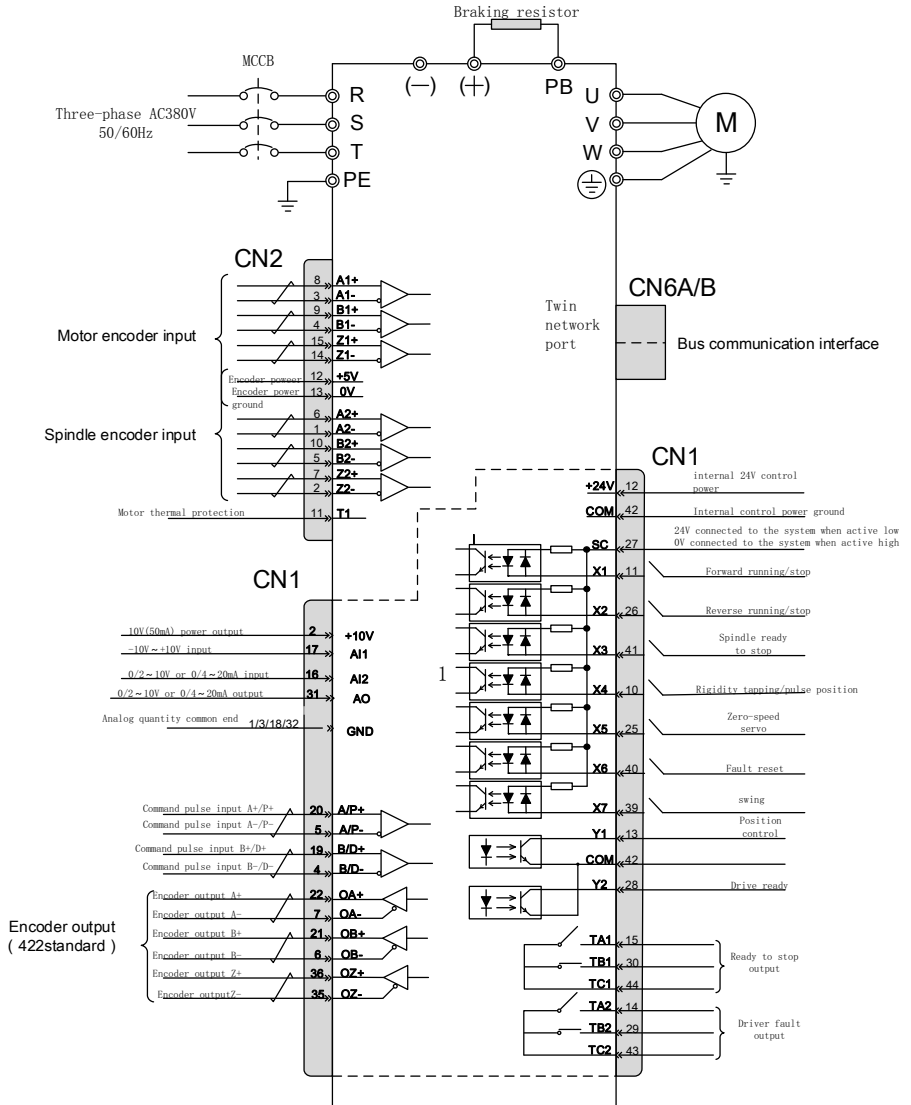 Braking resistor
MCCB
(—) (+) PB
Three-phase AC380V
50/60Hz
R
S
T
PE
U
V
W
M
CN2
Motor encoder input
8 A1+
3 A1-
9 B1+
4 B1-
15 Z1+
14 Z1-
Encoder poweer 12 +5V
Encoder power 13 0V
ground
Spindle encoder input
6 A2+
1 A2-
10 B2+
5 B2-
7 Z2+
2 Z2-
Motor thermal protection 11 T1
CN6A/B
Twin
network
port
Bus communication interface
CN1
10V(50mA) power output 2 +10V
-10V～+10V input 17 AI1
0/2～10V or 0/4～20mA input 16 AI2
0/2～10V or 0/4～20mA output 31 AO
Analog quantity common end 1/3/18/32 GND
Command pulse input A+/P+ 20 A/P+
Command pulse input A-/P- 5 A/P-
Command pulse input B+/D+ 19 B/D+
Command pulse input B-/D- 4 B/D-
Encoder output
( 422standard )
Encoder output A+ 22 OA+
Encoder output A- 7 OA-
Encoder output B+ 21 OB+
Encoder output B- 6 OB-
Encoder output Z+ 36 OZ+
Encoder outputZ- 35 OZ-
CN1
+24V 12 internal 24V control
power
COM 42 Internal control power ground
24V connected to the system when active low
SC 27 0V connected to the system when active high
X1 11 Forward running/stop
X2 26 Reverse running/stop
X3 41 Spindle ready
to stop
1
X4 10 Rigidity tapping/pulse position
X5 25 Zero-speed
servo
X6 40 Fault reset
X7 39 swing
Y1 13 Position
control
COM 42
Y2 28 Drive ready
TA1 15
TB1 30
TC1 44
Ready to stop
output
TA2 14
TB2 29
TC2 43
Driver fault
output